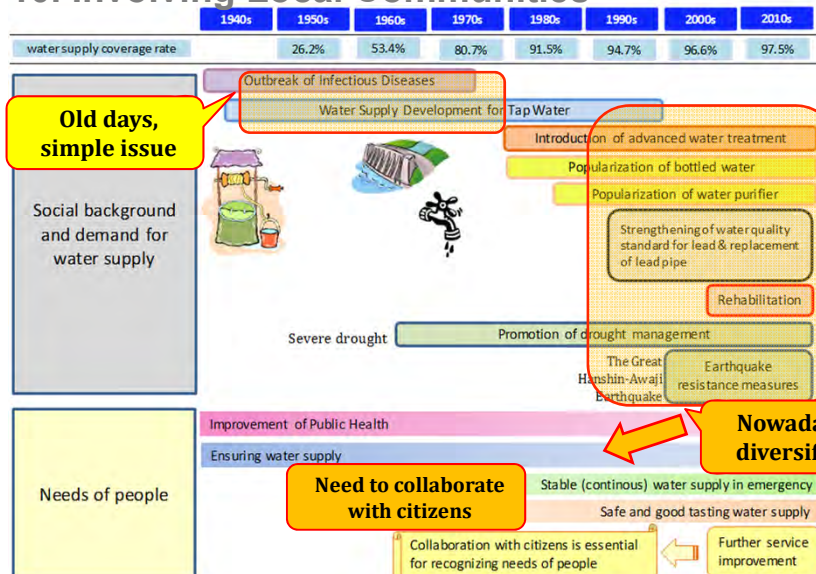 10. Involving Local Communities
1940s 1950s 1960s 1970s 1980s 1990s 2000s 2010s
water supply coverage rate 26.2% 53.4% 80.7% 91.5% 94.7% 96.6% 97.5%
Outbreak of Infectious Diseases
Water Supply Development for Tap Water
Old days,
simple issue
Introduction of advanced water treatment
Popularization of bottled water
Popularization of water purifier
Social background
and demand for
water supply
Strengthening of water quality
standard for lead & replacement
of lead pipe
Rehabilitation
Severe drought
Promotion of drought management
The Great
Hanshin-Awaji
Earthquake
Earthquake
resistance measures
Improvement of Public Health
Nowada
diversif
Ensuring water supply
Needs of people
Need to collaborate
with citizens
Stable (continous) water supply in emergency
Safe and good tasting water supply
Collaboration with citizens is essential
for recognizing needs of people
Further service
improvement